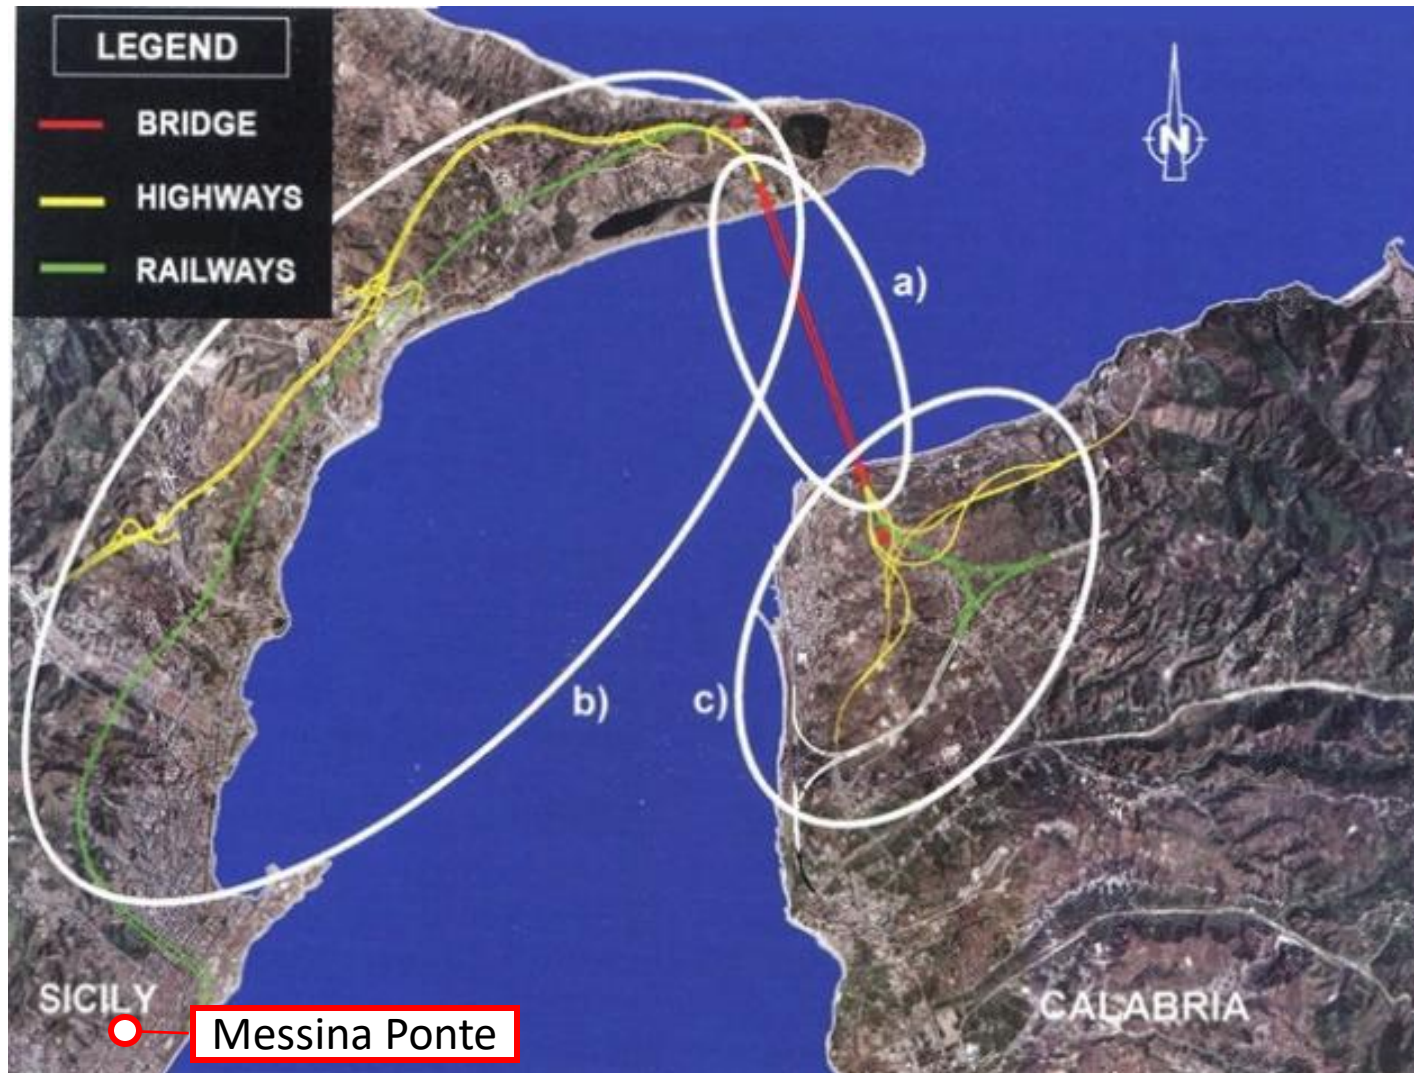 LEGEND
BRIDGE
HIGHWAYS
RAILWAYS
N
a)
b)
c)
SICILY
CALABRIA
Messina Ponte